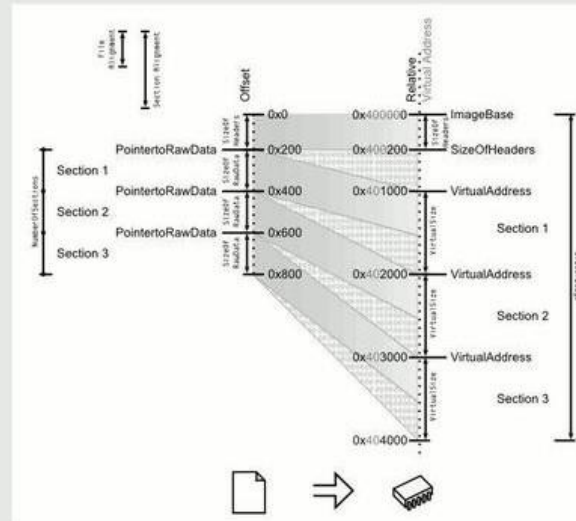 File
Alignment
Section Alignment
Offset
Relative
Virtual Address
0x0
0x400000
ImageBase
SizeOf
Headers
SizeOf
Headers
PointertoRawData
0x200
0x400200
SizeOfHeaders
Section 1
SizeOf
RawData
PointertoRawData
0x400
0x401000
VirtualAddress
NumberOfSections
Section 2
SizeOf
RawData
VirtualSize
Section 1
PointertoRawData
0x600
Section 3
SizeOf
RawData
0x800
0x402000
VirtualAddress
VirtualSize
Section 2
0x403000
VirtualAddress
VirtualSize
Section 3
0x404000